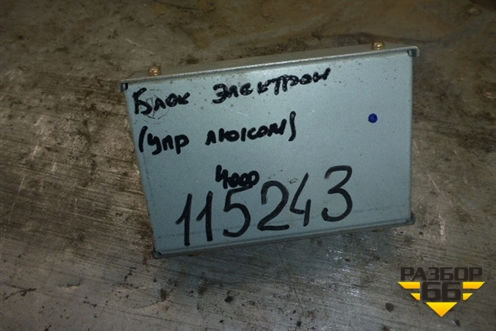 Блок электрон
(упр люком)
4000
115243
РАЗБОР
66